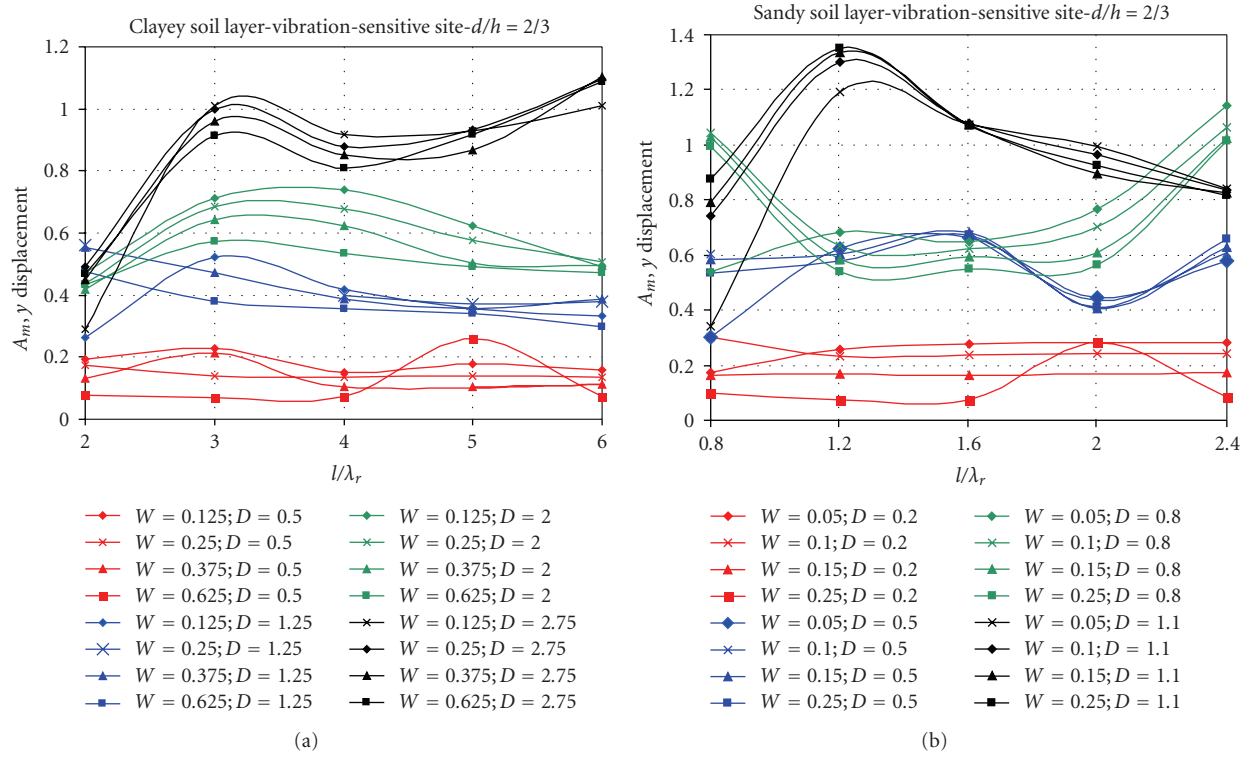 Clayey soil layer-vibration-sensitive site-d/h = 2/3
1.2
1
0.8
0.6
0.4
0.2
0
A_m, y displacement
2 3 4 5 6
l/λ_r
W = 0.125; D = 0.5
W = 0.25; D = 0.5
W = 0.375; D = 0.5
W = 0.625; D = 0.5
W = 0.125; D = 1.25
W = 0.25; D = 1.25
W = 0.375; D = 1.25
W = 0.625; D = 1.25
W = 0.125; D = 2
W = 0.25; D = 2
W = 0.375; D = 2
W = 0.625; D = 2
W = 0.125; D = 2.75
W = 0.25; D = 2.75
W = 0.375; D = 2.75
W = 0.625; D = 2.75
(a)
Sandy soil layer-vibration-sensitive site-d/h = 2/3
1.4
1.2
1
0.8
0.6
0.4
0.2
0
A_m, y displacement
0.8 1.2 1.6 2 2.4
l/λ_r
W = 0.05; D = 0.2
W = 0.1; D = 0.2
W = 0.15; D = 0.2
W = 0.25; D = 0.2
W = 0.05; D = 0.5
W = 0.1; D = 0.5
W = 0.15; D = 0.5
W = 0.25; D = 0.5
W = 0.05; D = 0.8
W = 0.1; D = 0.8
W = 0.15; D = 0.8
W = 0.25; D = 0.8
W = 0.05; D = 1.1
W = 0.1; D = 1.1
W = 0.15; D = 1.1
W = 0.25; D = 1.1
(b)